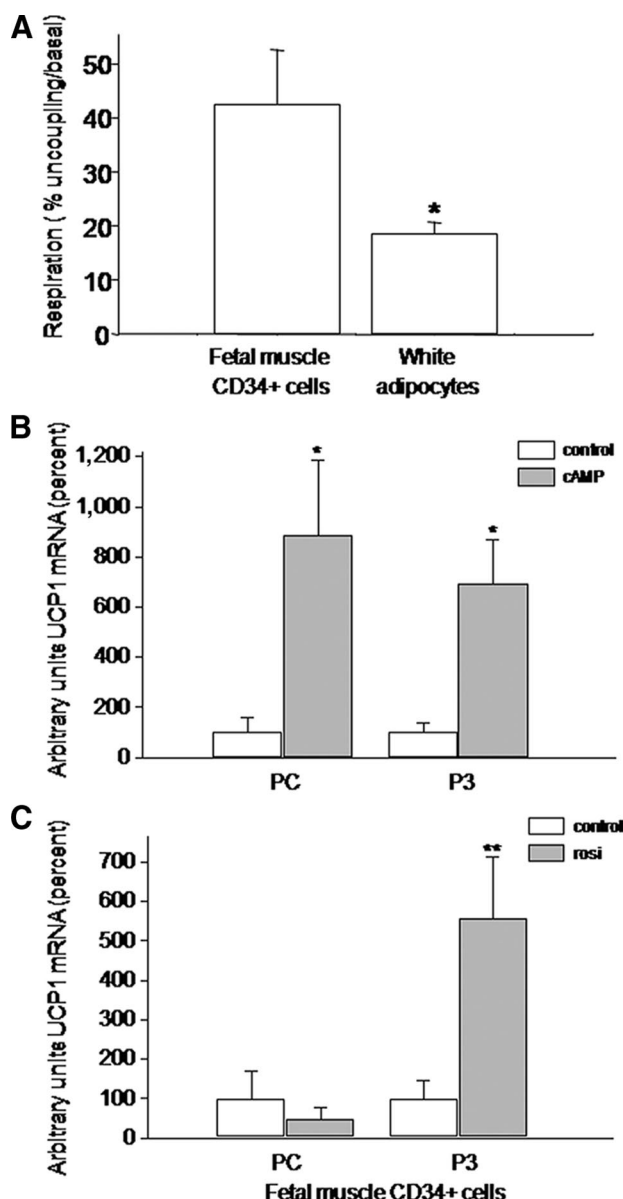 A
Respiration ( % uncoupling/basal)
50
40
30
20
10
0
*
Fetal muscle
CD34+ cells
White
adipocytes
B
Arbitrary units UCP1 mRNA (percent)
1,200
1,000
800
600
400
200
0
*
*
control
cAMP
PC
P3
C
Arbitrary units UCP1 mRNA (percent)
700
600
500
400
300
200
100
0
**
control
rosi
PC
P3
Fetal muscle CD34+ cells